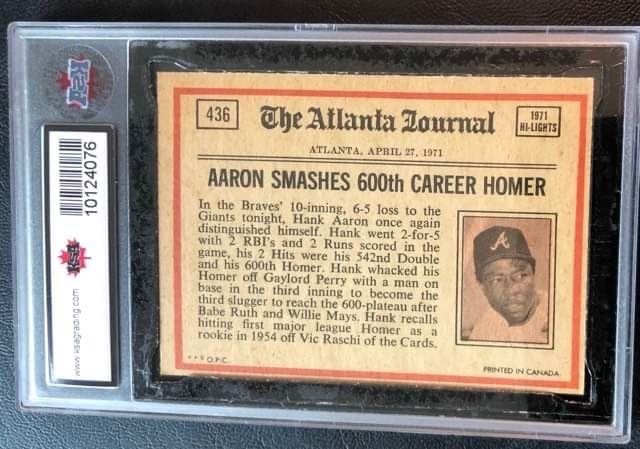 436
The Atlanta Journal
1971
HI-LIGHTS
ATLANTA, APRIL 27, 1971
AARON SMASHES 600th CAREER HOMER
In the Braves' 10-inning, 6-5 loss to the
Giants tonight, Hank Aaron once again
distinguished himself. Hank went 2-for-5
with 2 RBI's and 2 Runs scored in the
game, his 2 Hits were his 542nd Double
and his 600th Homer. Hank whacked his
Homer off Gaylord Perry with a man on
base in the third inning to become the
third slugger to reach the 600-plateau after
Babe Ruth and Willie Mays. Hank recalls
hitting first major league Homer as a
rookie in 1954 off Vic Raschi of the Cards.
A
***O.P.C.
PRINTED IN CANADA
KSA
10124076
KSA
www.ksagrading.com